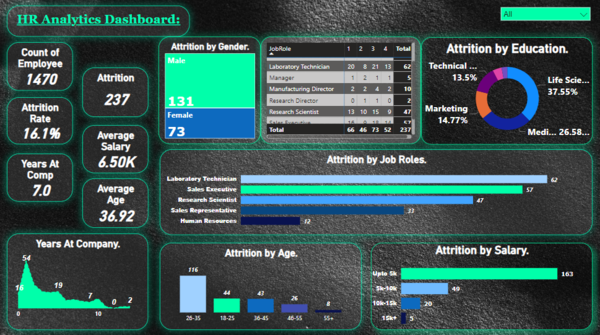 HR Analytics Dashboard:
All
Count of
Employee
1470
Attrition
237
Attrition
Rate
16.1%
Average
Salary
6.50K
Years At
Comp
7.0
Average
Age
36.92
Attrition by Gender.
Male
131
Female
73
JobRole 1 2 3 4 Total
Laboratory Technician 20 8 21 13 62
Manager 1 2 1 1 5
Manufacturing Director 2 2 4 2 10
Research Director 0 1 1 0 2
Research Scientist 13 10 15 9 47
Sales Executive
Total 66 46 73 52 237
Attrition by Education.
Technical ...
13.5%
Life Scie...
37.55%
Marketing
14.77%
Medi... 26.58...
Attrition by Job Roles.
Laboratory Technician 62
Sales Executive 57
Research Scientist 47
Sales Representative 33
Human Resources 12
Years At Company.
54
16
19
7
0
2
0 10
Attrition by Age.
116
44
43
26
8
26-35 18-25 36-45 46-55 55+
Attrition by Salary.
Upto 5k 163
5k-10k 49
10k-15k 20
15k+ 5